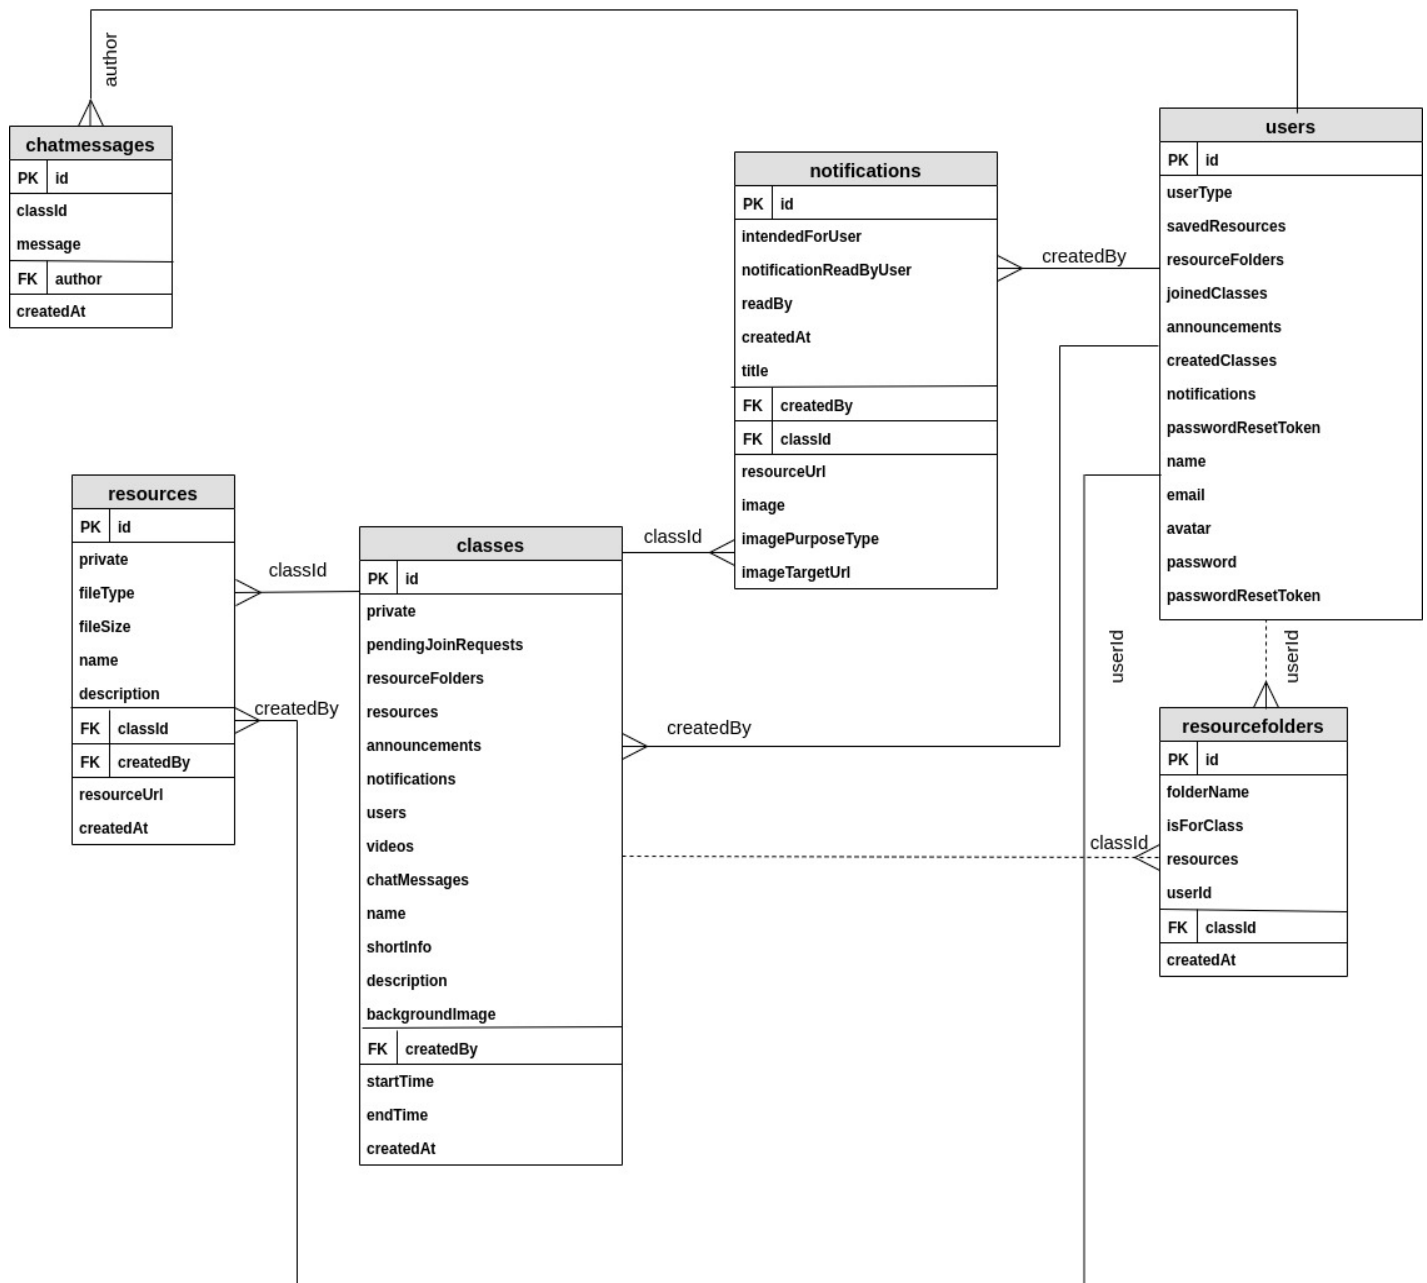 author
chatmessages
PK id
classId
message
FK author
createdAt
notifications
PK id
intendedForUser
notificationReadByUser
readBy
createdAt
title
FK createdBy
FK classId
resourceUrl
image
imagePurposeType
imageTargetUrl
createdBy
users
PK id
userType
savedResources
resourceFolders
joinedClasses
announcements
createdClasses
notifications
passwordResetToken
name
email
avatar
password
passwordResetToken
resources
PK id
private
fileType
fileSize
name
description
FK classId
FK createdBy
resourceUrl
createdAt
classId
createdBy
classes
PK id
private
pendingJoinRequests
resourceFolders
resources
announcements
notifications
users
videos
chatMessages
name
shortInfo
description
backgroundImage
FK createdBy
startTime
endTime
createdAt
classId
createdBy
userId
userId
classId
resourcefolders
PK id
folderName
isForClass
resources
userId
FK classId
createdAt